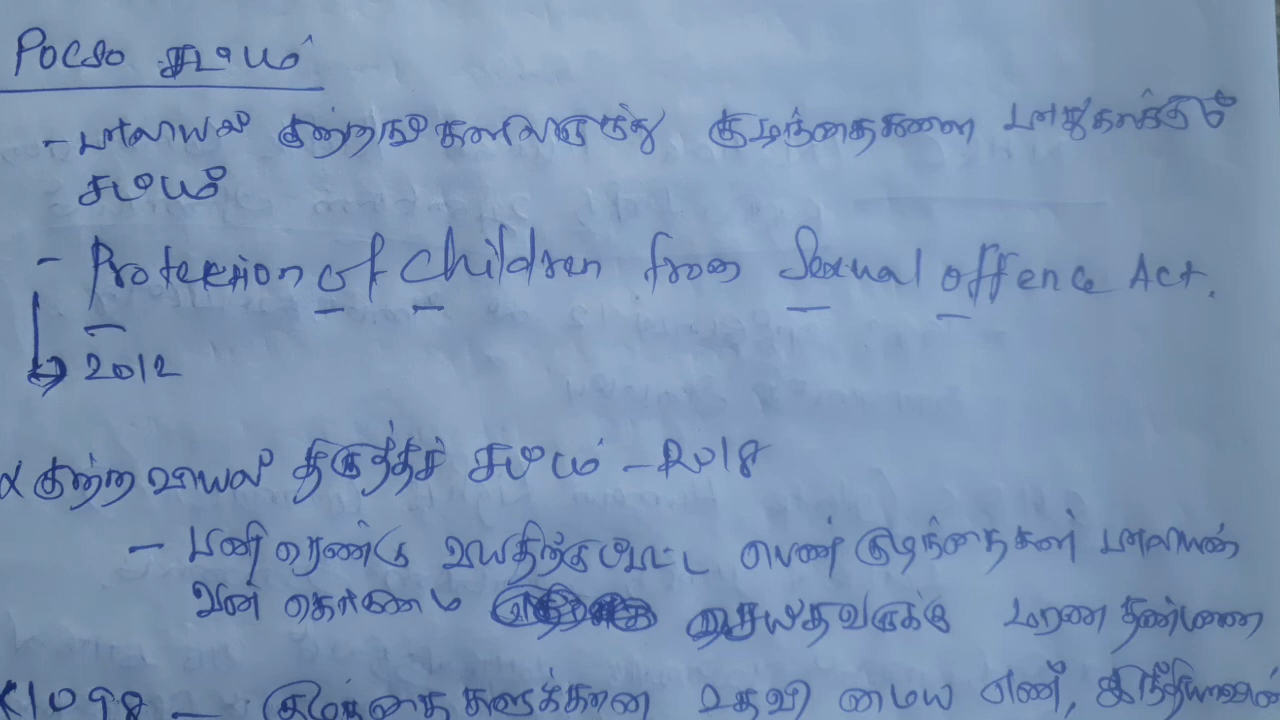 POCSO சட்டம்
- பாலியல் குற்றங்களிலிருந்து குழந்தைகளை பாதுகாக்கும்
சட்டம்
- Protection of Children from Sexual offence Act.
→ 2012
குற்றவியல் திருத்தச் சட்டம் - 2018
- பனிரெண்டு வயதிற்குட்பட்ட பெண் குழந்தைகள் பாலியன்
வன் கொடுமை செய்தவருக்கு மரண தண்டனை
1098 - குழந்தைகளுக்கான உதவி மைய எண், இந்தியாவின்